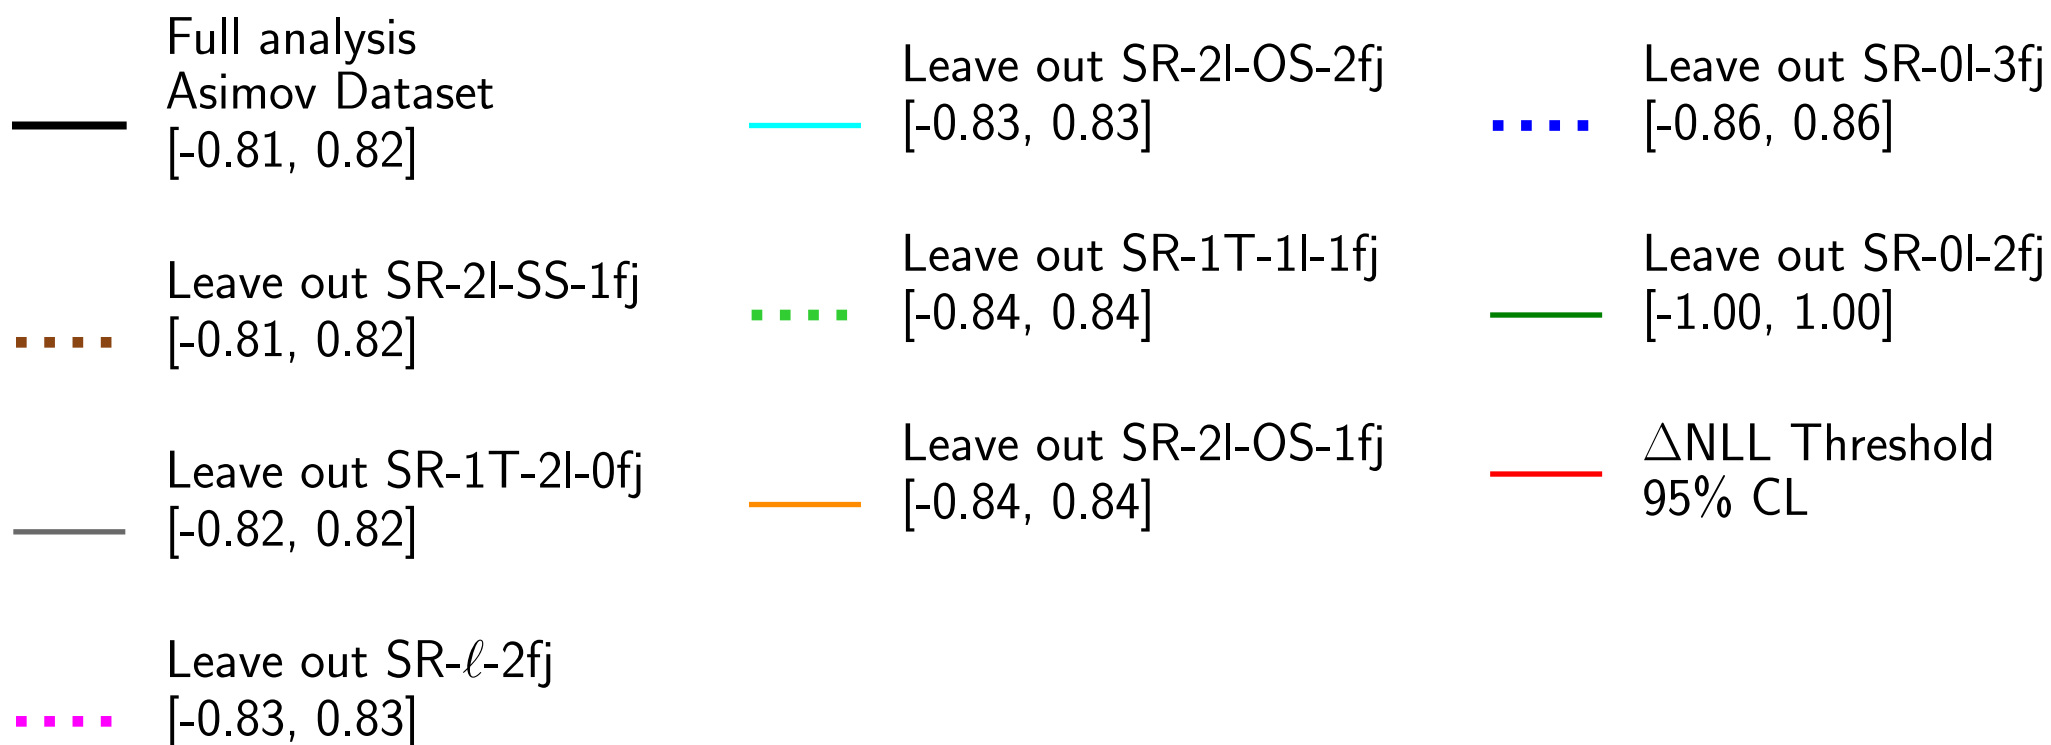 Full analysis
Asimov Dataset
[-0.81, 0.82]
Leave out SR-2l-SS-1fj
[-0.81, 0.82]
Leave out SR-1T-2l-0fj
[-0.82, 0.82]
Leave out SR-ℓ-2fj
[-0.83, 0.83]
Leave out SR-2l-OS-2fj
[-0.83, 0.83]
Leave out SR-1T-1l-1fj
[-0.84, 0.84]
Leave out SR-2l-OS-1fj
[-0.84, 0.84]
Leave out SR-0l-3fj
[-0.86, 0.86]
Leave out SR-0l-2fj
[-1.00, 1.00]
ΔNLL Threshold
95% CL